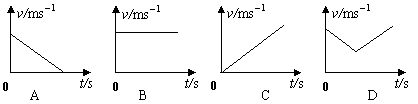 v/ms⁻¹ v/ms⁻¹ v/ms⁻¹ v/ms⁻¹
0 t/s 0 t/s 0 t/s 0 t/s
A B C D